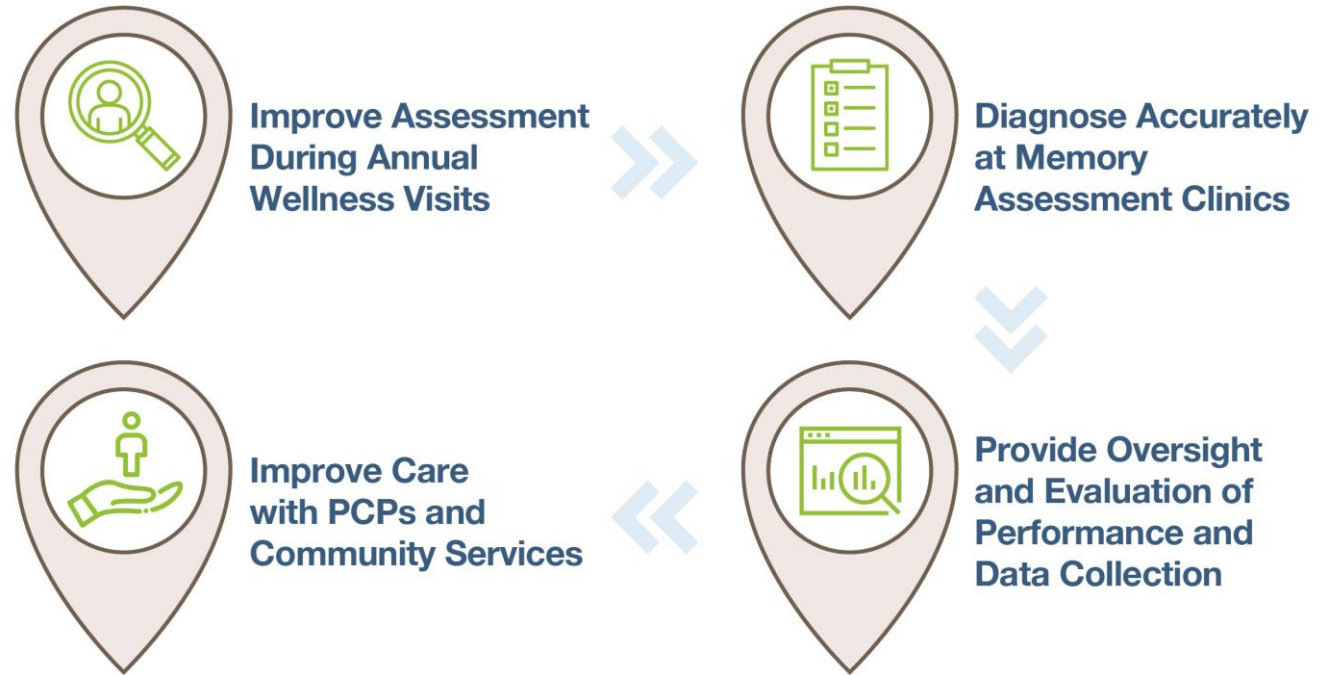 Improve Assessment
During Annual
Wellness Visits
Diagnose Accurately
at Memory
Assessment Clinics
Provide Oversight
and Evaluation of
Performance and
Data Collection
Improve Care
with PCPs and
Community Services